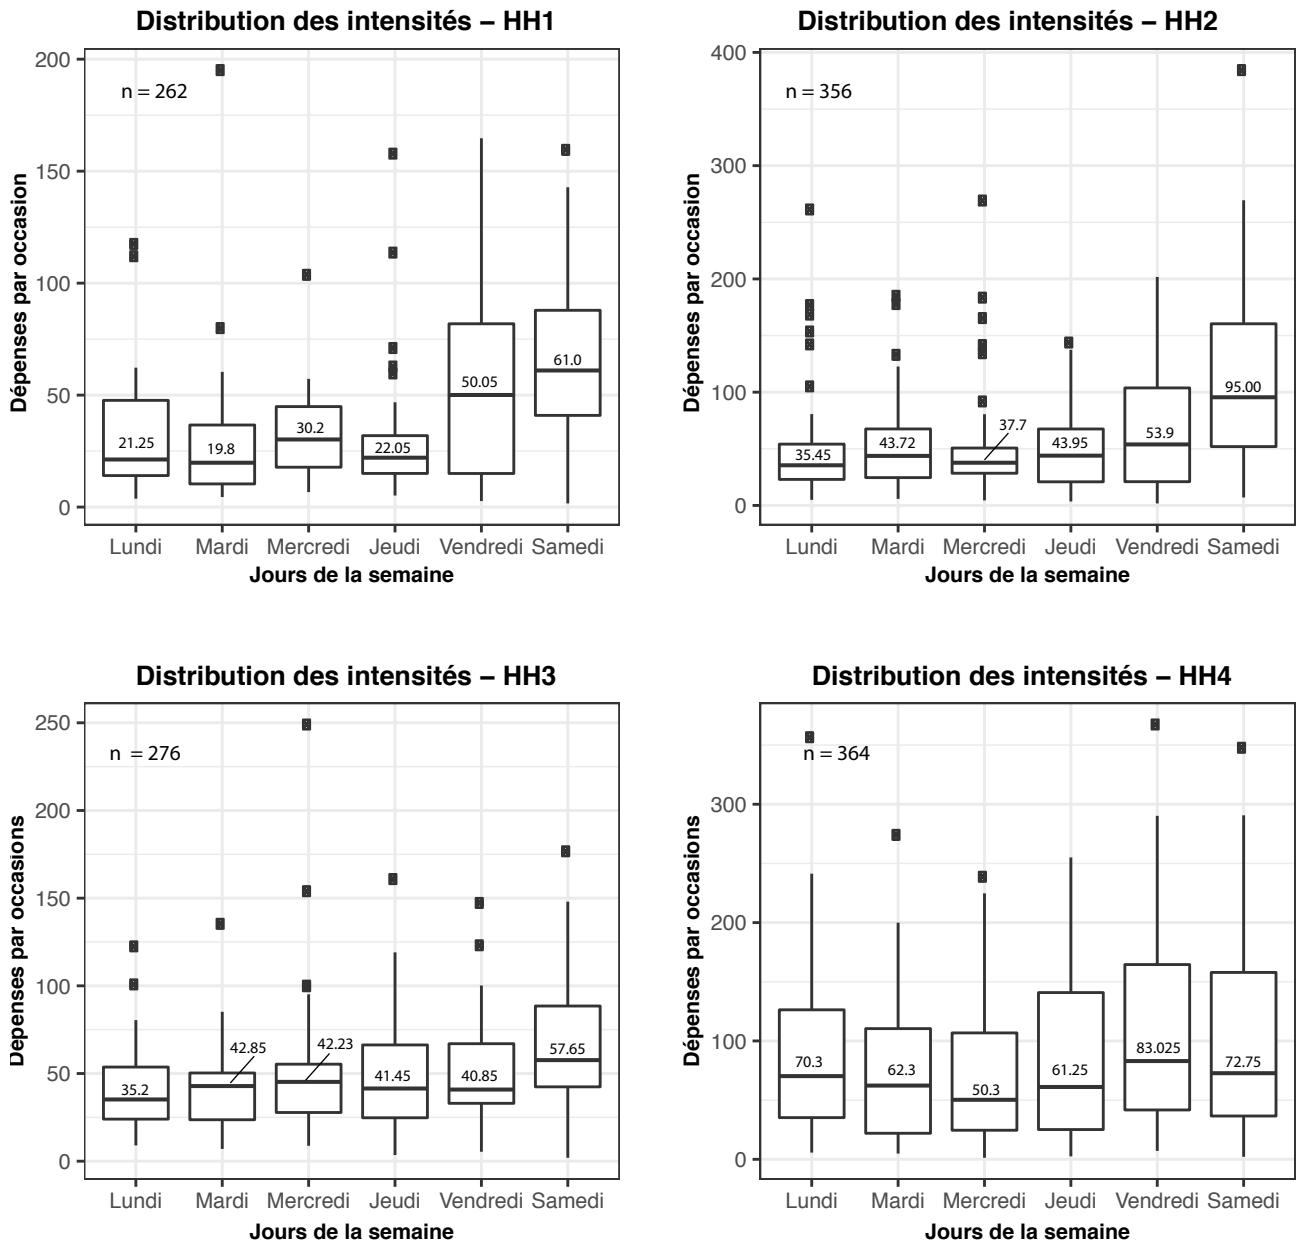 Distribution des intensités – HH1
Dépenses par occasion
200
150
100
50
0
n = 262
21.25
19.8
30.2
22.05
50.05
61.0
Lundi Mardi Mercredi Jeudi Vendredi Samedi
Jours de la semaine
Distribution des intensités – HH2
Dépenses par occasion
400
300
200
100
0
n = 356
35.45
43.72
37.7
43.95
53.9
95.00
Lundi Mardi Mercredi Jeudi Vendredi Samedi
Jours de la semaine
Distribution des intensités – HH3
Dépenses par occasions
250
200
150
100
50
0
n = 276
35.2
42.85
42.23
41.45
40.85
57.65
Lundi Mardi Mercredi Jeudi Vendredi Samedi
Jours de la semaine
Distribution des intensités – HH4
Dépenses par occasions
300
200
100
0
n = 364
70.3
62.3
50.3
61.25
83.025
72.75
Lundi Mardi Mercredi Jeudi Vendredi Samedi
Jours de la semaine